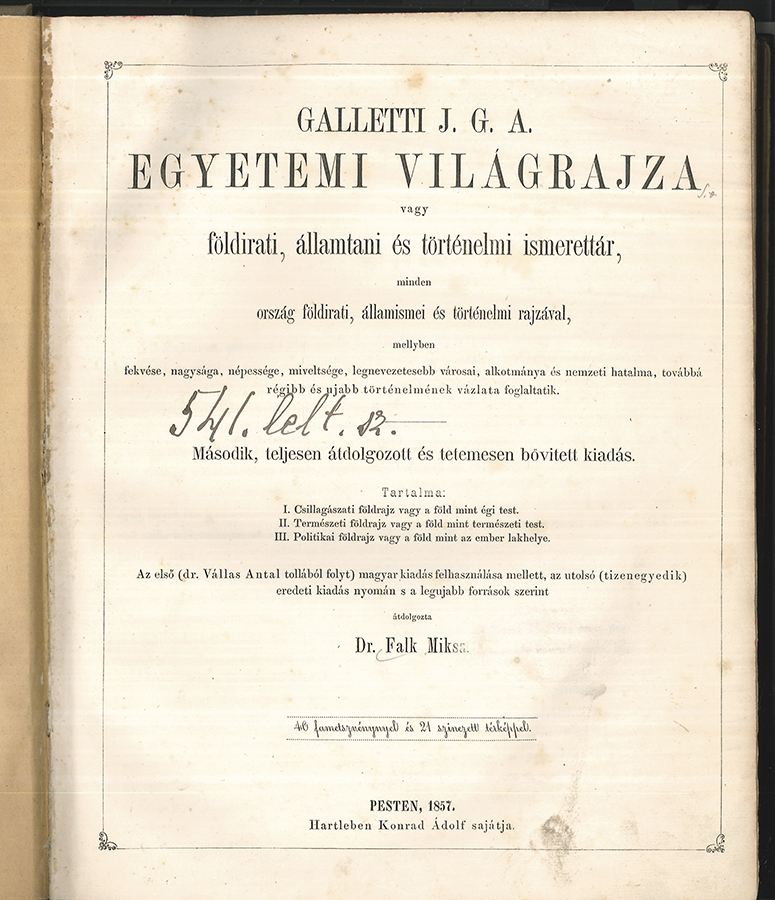 GALLETTI J. G. A.
EGYETEMI VILÁGRAJZA
vagy
földirati, államtani és történelmi ismerettár,
minden
ország földirati, államismei és történelmi rajzával,
mellyben
fekvése, nagysága, népessége, miveltsége, legnevezetesebb városai, alkotmánya és nemzeti hatalma, továbbá
régibb és ujabb történelmének vázlata foglaltatik.
541. lelt. sz.
Második, teljesen átdolgozott és tetemesen bövitett kiadás.
Tartalma:
I. Csillagászati földrajz vagy a föld mint égi test.
II. Természeti földrajz vagy a föld mint természeti test.
III. Politikai földrajz vagy a föld mint az ember lakhelye.
Az első (dr. Vállas Antal tollából folyt) magyar kiadás felhasználása mellett, az utolsó (tizenegyedik)
eredeti kiadás nyomán s a legujabb források szerint
átdolgozta
Dr. Falk Miksa.
40 fametszvénynyel és 21 szinezett térképpel.
PESTEN, 1857.
Hartleben Konrad Ádolf sajátja.